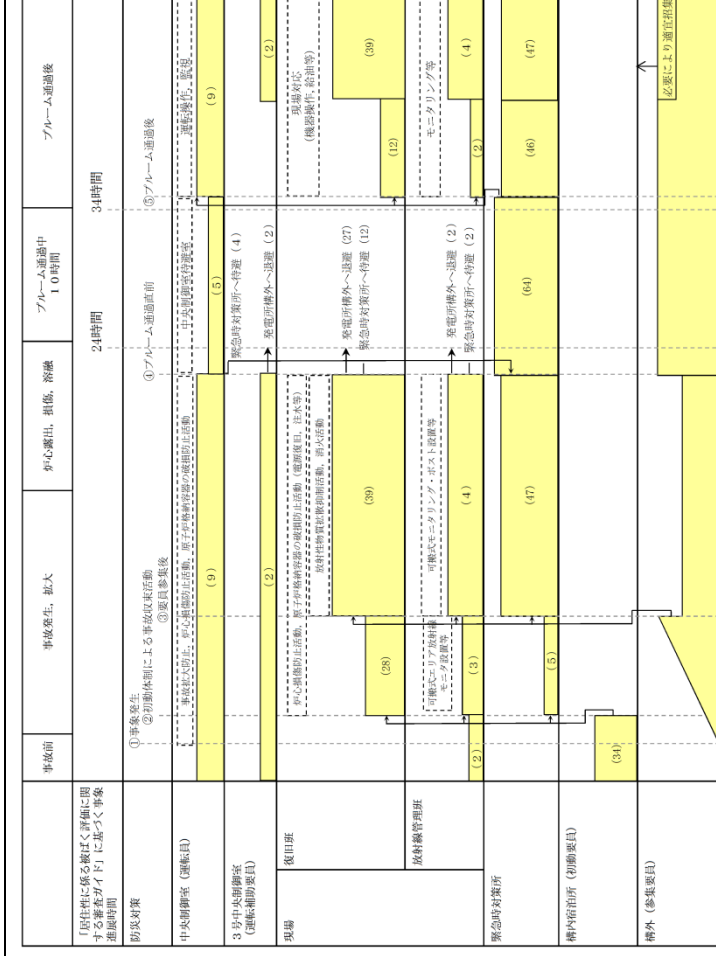 「居住性に係る被ばく評価に関
する審査ガイド」に基づく事象
進展時間
事故前
事故発生，拡大
炉心露出，損傷，溶融
プルーム通過中
１０時間
プルーム通過後
24時間
34時間
防災対策
①事象発生
②初動体制による事故収束活動
③要員参集後
④プルーム通過直前
⑤プルーム通過後
中央制御室（運転員）
事故拡大防止，炉心損傷防止活動，原子炉格納容器の破損防止活動
中央制御室待避室
運転操作，監視
(9)
(5)
(9)
緊急時対策所へ待避（4）
３号中央制御室
（運転補助要員）
(2)
発電所構外へ退避（2）
(2)
現場
復旧班
炉心損傷防止活動，原子炉格納容器の破損防止活動（電源復旧，注水等）
放射性物質拡散抑制活動，消火活動
現場対応
（機器操作，給油等）
(28)
(39)
発電所構外へ退避（27）
緊急時対策所へ待避（12）
(12)
(39)
放射線管理班
可搬式エリア放射線
モニタ設置等
可搬式モニタリング・ポスト設置等
モニタリング等
(2)
(3)
(4)
発電所構外へ退避（2）
緊急時対策所へ待避（2）
(2)
(4)
緊急時対策所
(5)
(47)
(64)
(46)
(47)
構内宿泊所（初動要員）
(34)
構外（参集要員）
必要により適宜招集